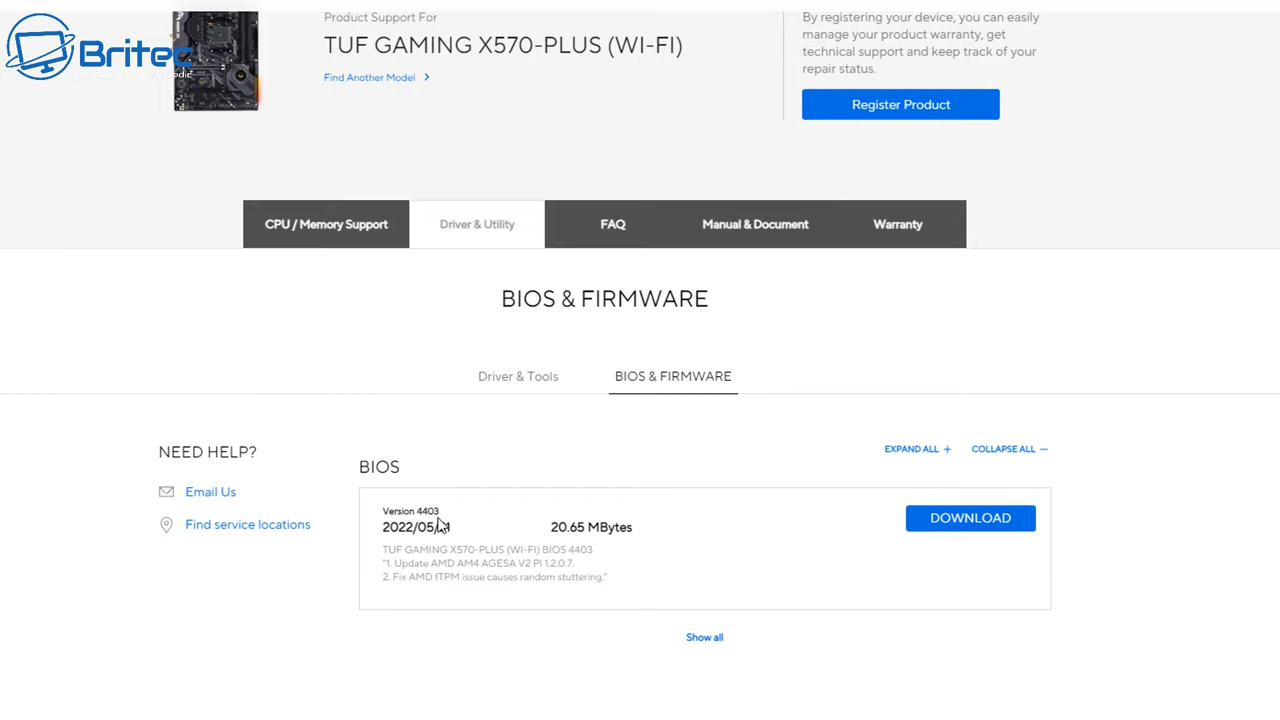 Britec
Product Support For
TUF GAMING X570-PLUS (WI-FI)
Find Another Model
By registering your device, you can easily
manage your product warranty, get
technical support and keep track of your
repair status.
Register Product
CPU / Memory Support
Driver & Utility
FAQ
Manual & Document
Warranty
BIOS & FIRMWARE
Driver & Tools
BIOS & FIRMWARE
NEED HELP?
Email Us
Find service locations
EXPAND ALL +
COLLAPSE ALL −
BIOS
Version 4403
20.65 MBytes
DOWNLOAD
TUF GAMING X570-PLUS (WI-FI) BIOS 4403
"1. Update AMD AM4 AGESA V2 PI 1.2.0.7.
2. Fix AMD fTPM issue causes random stuttering."
Show all